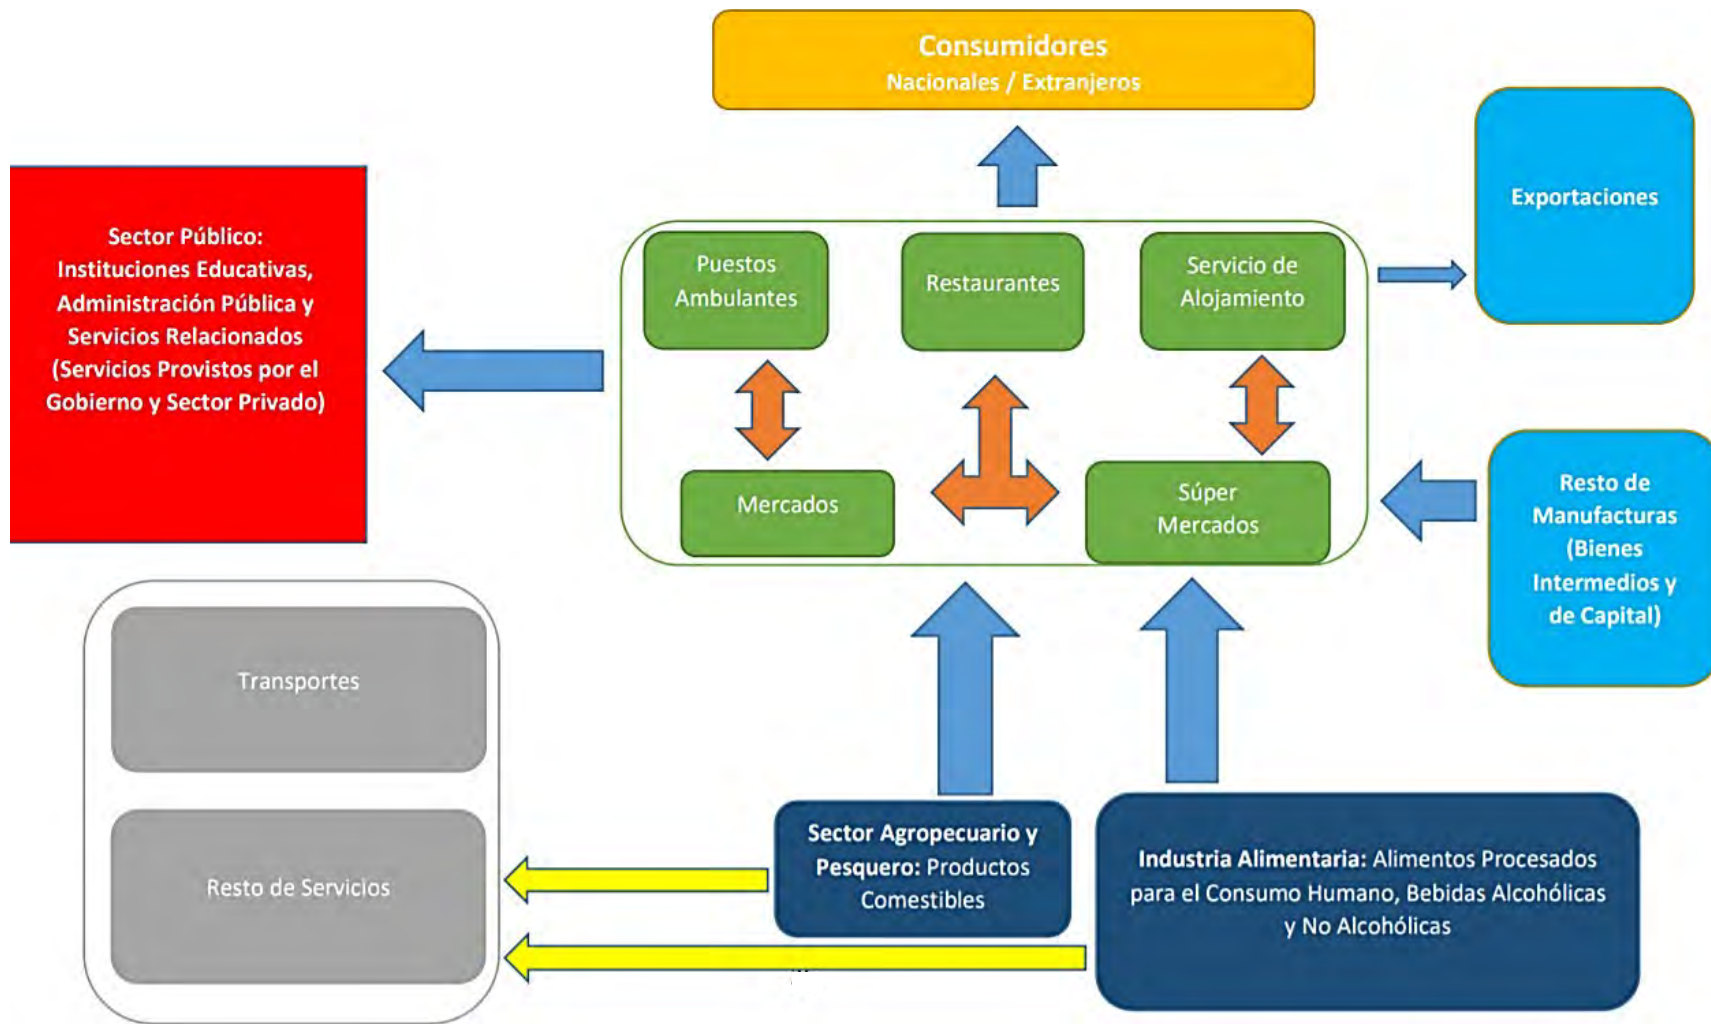 Consumidores
Nacionales / Extranjeros
Exportaciones
Sector Público:
Instituciones Educativas,
Administración Pública y
Servicios Relacionados
(Servicios Provistos por el
Gobierno y Sector Privado)
Puestos
Ambulantes
Restaurantes
Servicio de
Alojamiento
Mercados
Súper
Mercados
Resto de
Manufacturas
(Bienes
Intermedios y
de Capital)
Transportes
Resto de Servicios
Sector Agropecuario y
Pesquero: Productos
Comestibles
Industria Alimentaria: Alimentos Procesados
para el Consumo Humano, Bebidas Alcohólicas
y No Alcohólicas